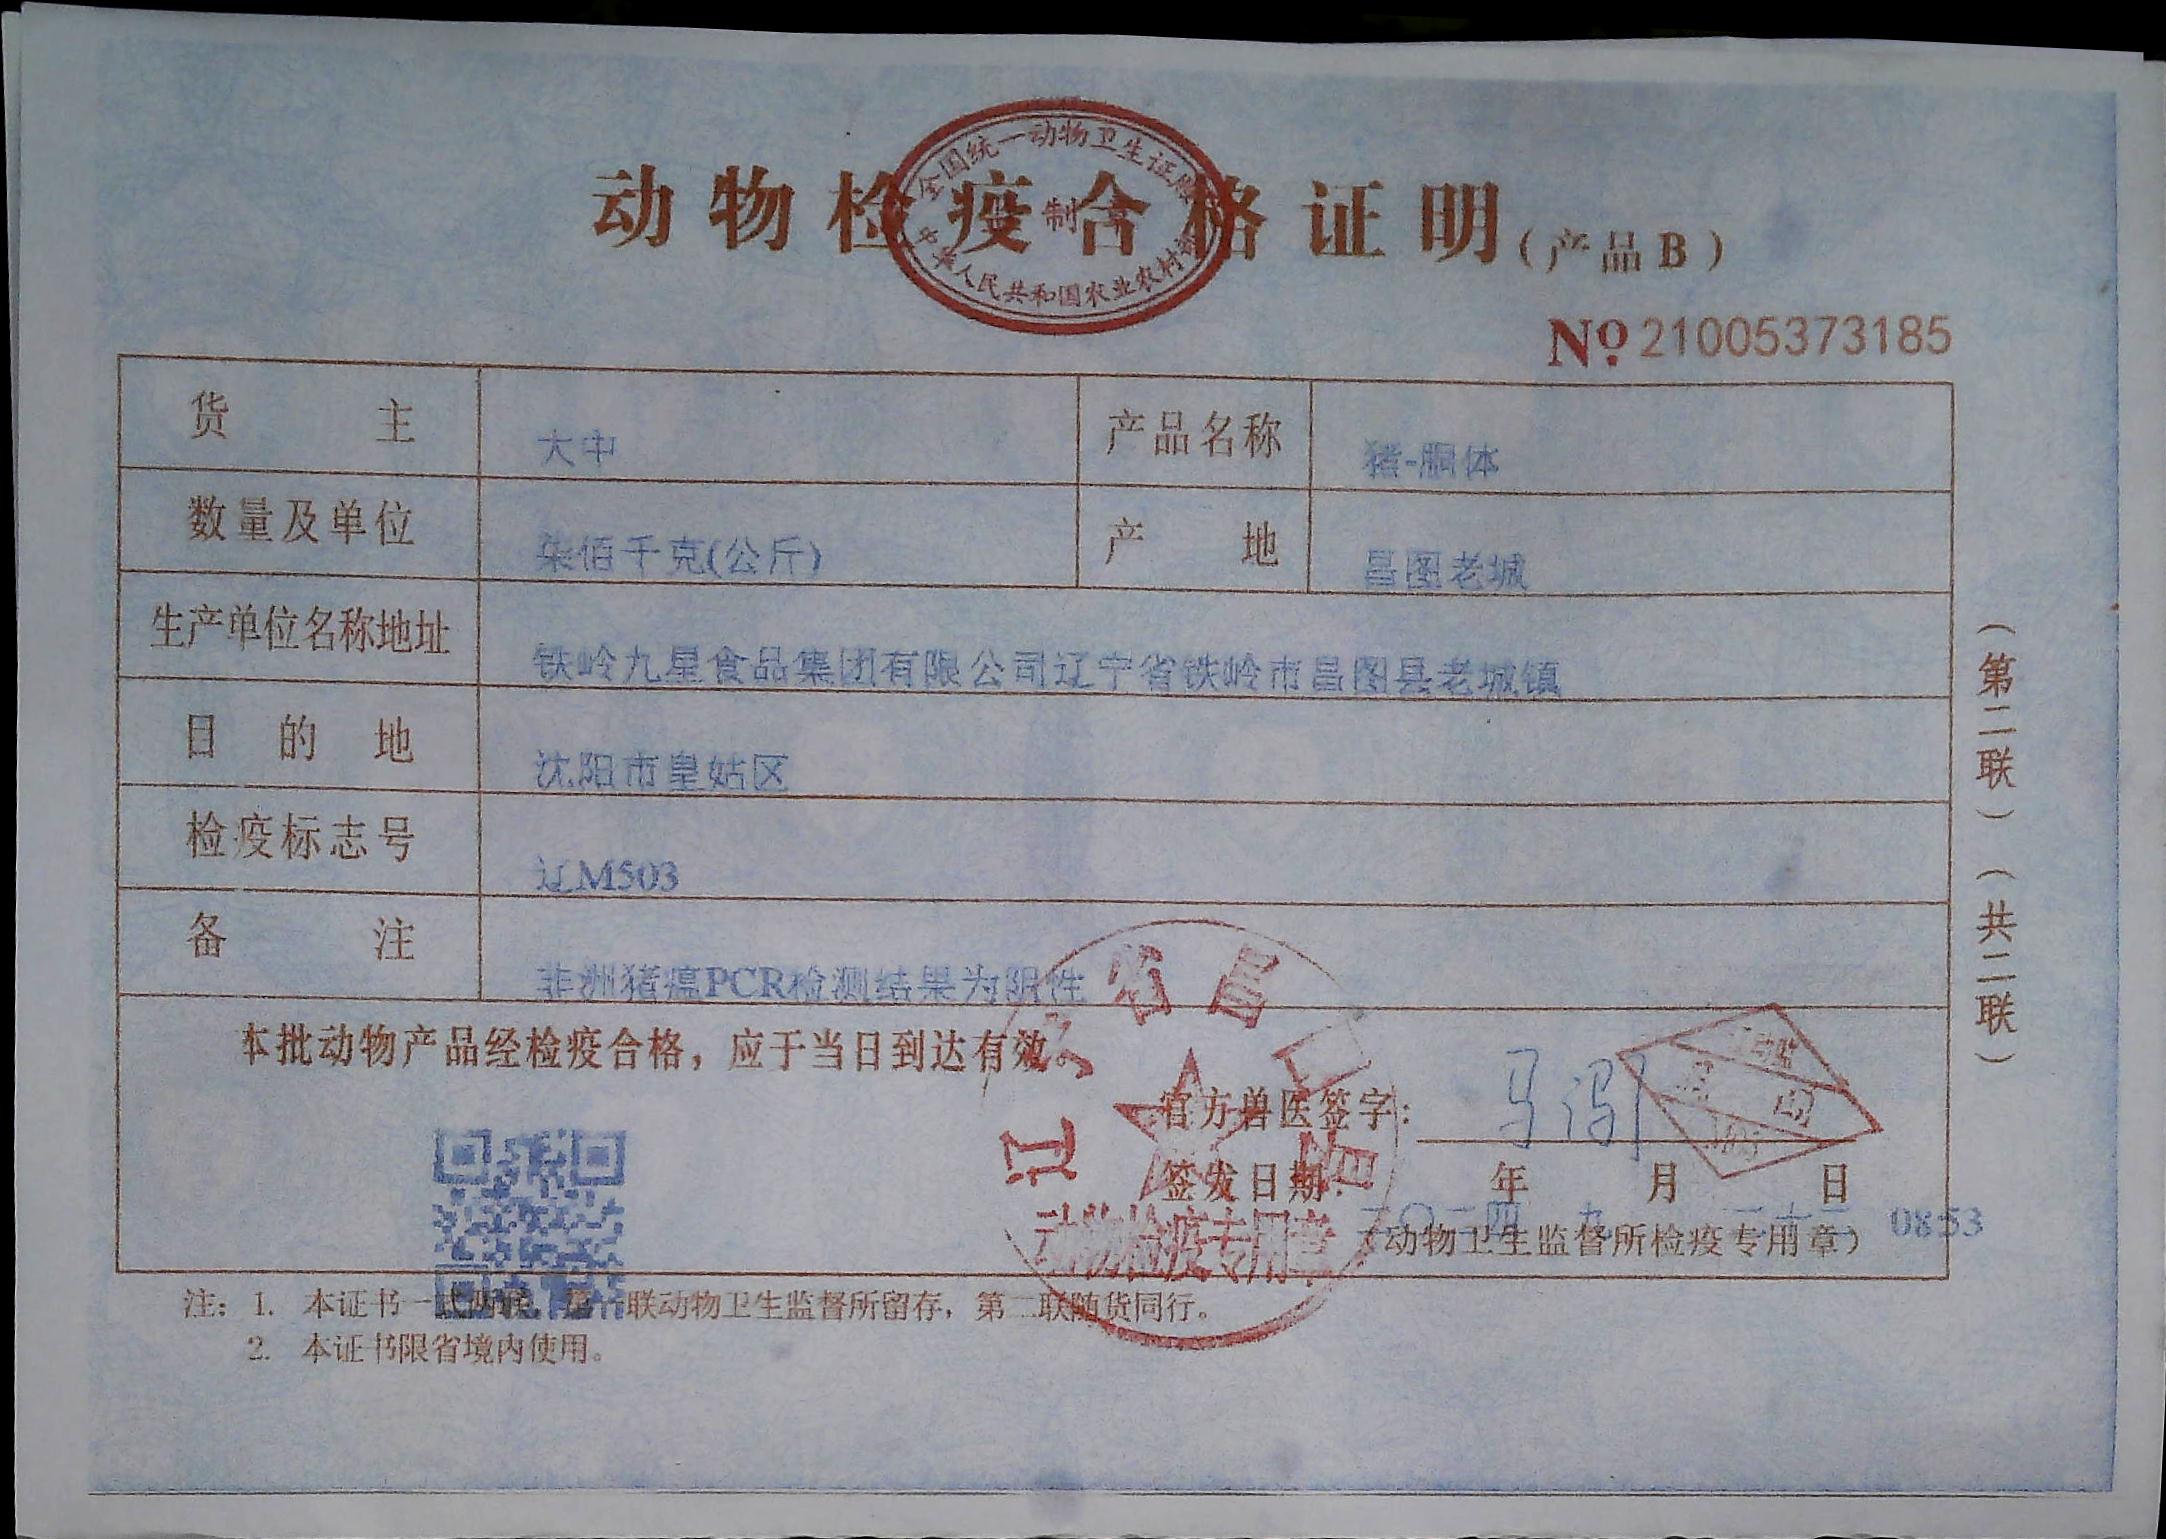 动物检疫合格证明(产品B)
全国统一动物卫生证
中华人民共和国农业农村
制
№21005373185
货主 大中 产品名称 猪-胴体
数量及单位 柒佰千克(公斤) 产地 昌图老城
生产单位名称地址 铁岭九星食品集团有限公司辽宁省铁岭市昌图县老城镇
目的地 沈阳市皇姑区
检疫标志号 辽M503
备注 非洲猪瘟PCR检测结果为阴性
本批动物产品经检疫合格，应于当日到达有效
官方兽医签字:
签发日期: 二〇二四年 九月 日 0853
(动物卫生监督所检疫专用章)
辽 省昌
动物检疫专用章
注: 1. 本证书一式两联，第一联动物卫生监督所留存，第二联随货同行。
2. 本证书限省境内使用。
(第二联)(共二联)